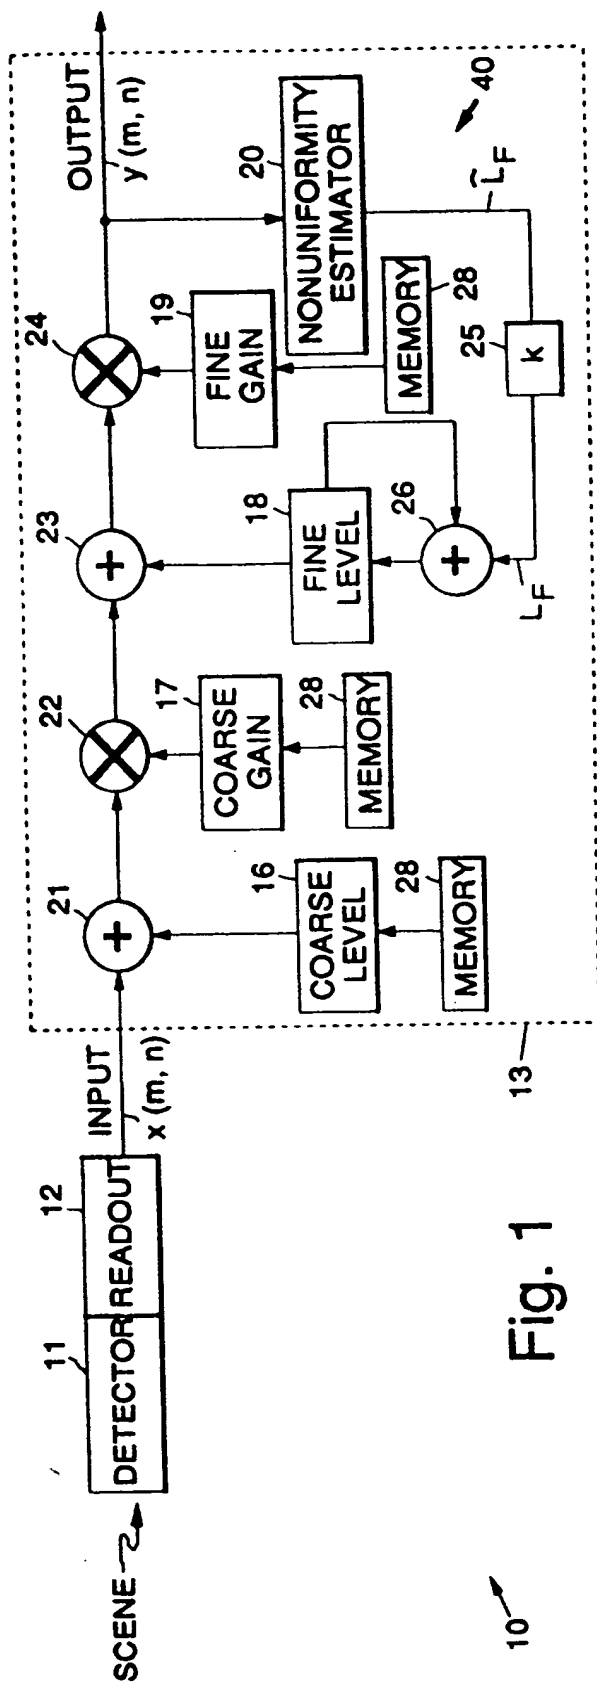 SCENE
DETECTOR
11
READOUT
12
INPUT
x (m, n)
21
22
23
24
OUTPUT
y (m, n)
COARSE
LEVEL
16
MEMORY
28
COARSE
GAIN
17
MEMORY
28
FINE
LEVEL
18
26
FINE
GAIN
19
MEMORY
28
NONUNIFORMITY
ESTIMATOR
20
k
25
L_F
L̃_F
40
13
10
Fig. 1